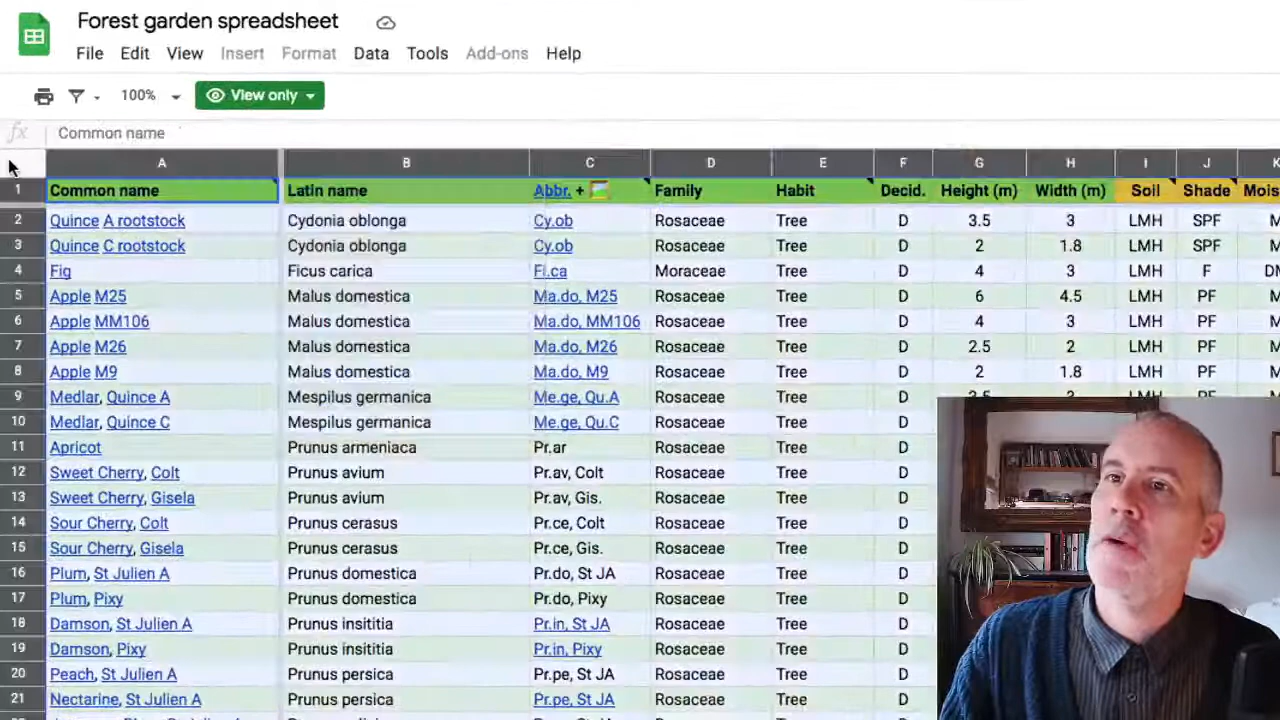 Forest garden spreadsheet
File Edit View Insert Format Data Tools Add-ons Help
100% View only
fx Common name
A B C D E F G H I J K
1 Common name Latin name Abbr. + Family Habit Decid. Height (m) Width (m) Soil Shade Mois
2 Quince A rootstock Cydonia oblonga Cy.ob Rosaceae Tree D 3.5 3 LMH SPF M
3 Quince C rootstock Cydonia oblonga Cy.ob Rosaceae Tree D 2 1.8 LMH SPF M
4 Fig Ficus carica Fi.ca Moraceae Tree D 4 3 LMH F DM
5 Apple M25 Malus domestica Ma.do, M25 Rosaceae Tree D 6 4.5 LMH PF M
6 Apple MM106 Malus domestica Ma.do, MM106 Rosaceae Tree D 4 3 LMH PF M
7 Apple M26 Malus domestica Ma.do, M26 Rosaceae Tree D 2.5 2 LMH PF M
8 Apple M9 Malus domestica Ma.do, M9 Rosaceae Tree D 2 1.8 LMH PF M
9 Medlar, Quince A Mespilus germanica Me.ge, Qu.A Rosaceae Tree D 3.5 3 LMH PF M
10 Medlar, Quince C Mespilus germanica Me.ge, Qu.C Rosaceae Tree D
11 Apricot Prunus armeniaca Pr.ar Rosaceae Tree D
12 Sweet Cherry, Colt Prunus avium Pr.av, Colt Rosaceae Tree D
13 Sweet Cherry, Gisela Prunus avium Pr.av, Gis. Rosaceae Tree D
14 Sour Cherry, Colt Prunus cerasus Pr.ce, Colt Rosaceae Tree D
15 Sour Cherry, Gisela Prunus cerasus Pr.ce, Gis. Rosaceae Tree D
16 Plum, St Julien A Prunus domestica Pr.do, St JA Rosaceae Tree D
17 Plum, Pixy Prunus domestica Pr.do, Pixy Rosaceae Tree D
18 Damson, St Julien A Prunus insititia Pr.in, St JA Rosaceae Tree D
19 Damson, Pixy Prunus insititia Pr.in, Pixy Rosaceae Tree D
20 Peach, St Julien A Prunus persica Pr.pe, St JA Rosaceae Tree D
21 Nectarine, St Julien A Prunus persica Pr.pe, St JA Rosaceae Tree D